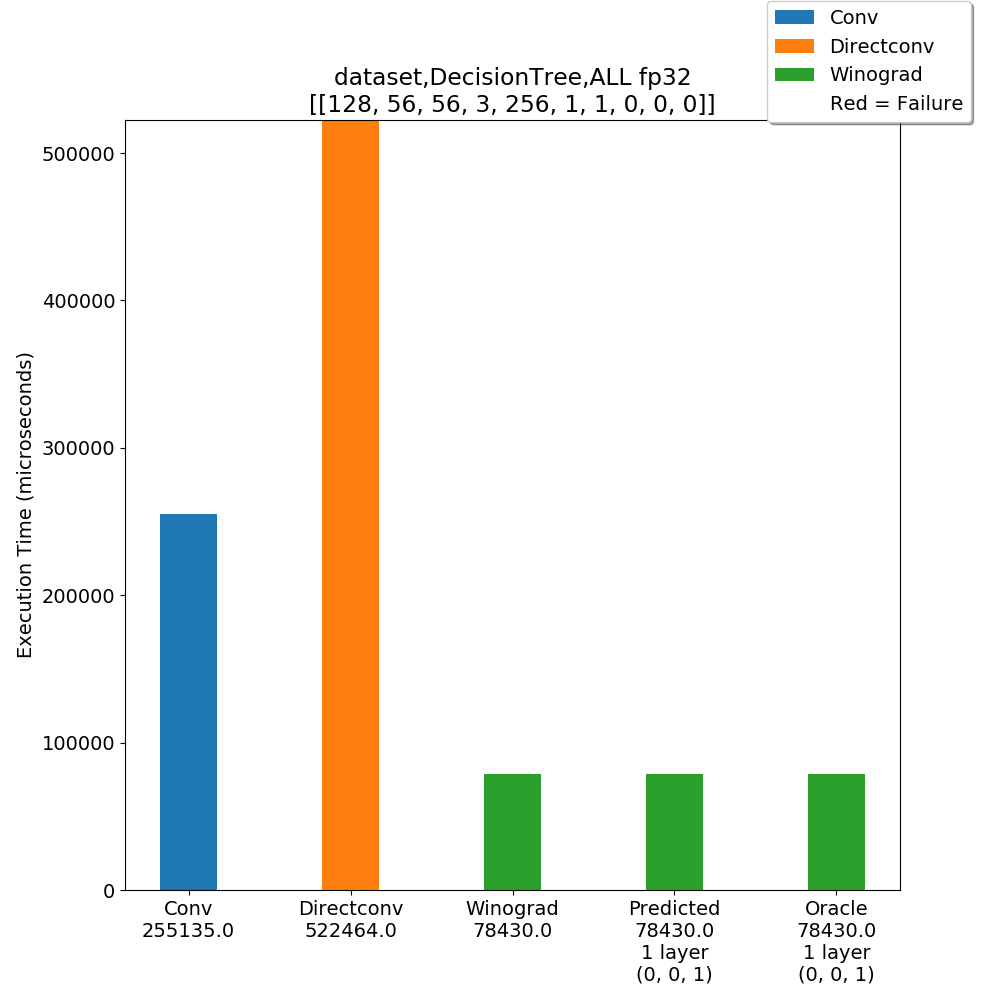 Conv
Directconv
Winograd
Red = Failure
dataset,DecisionTree,ALL fp32
[[128, 56, 56, 3, 256, 1, 1, 0, 0, 0]]
Execution Time (microseconds)
500000
400000
300000
200000
100000
0
Conv
255135.0
Directconv
522464.0
Winograd
78430.0
Predicted
78430.0
1 layer
(0, 0, 1)
Oracle
78430.0
1 layer
(0, 0, 1)